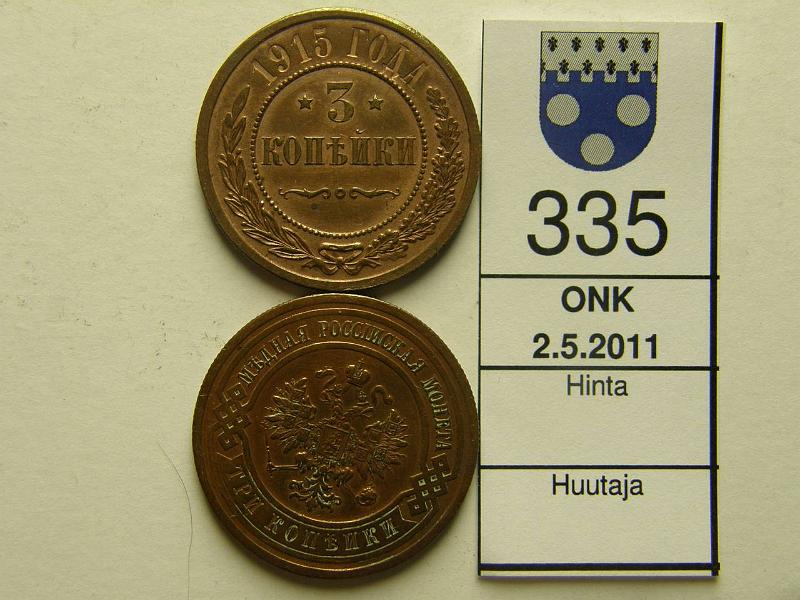 1915 ГОДА
3
КОПѢЙКИ
МѢДНАЯ РОССІЙСКАЯ МОНЕТА
ТРИ КОПѢЙКИ
335
ONK
2.5.2011
Hinta
Huutaja